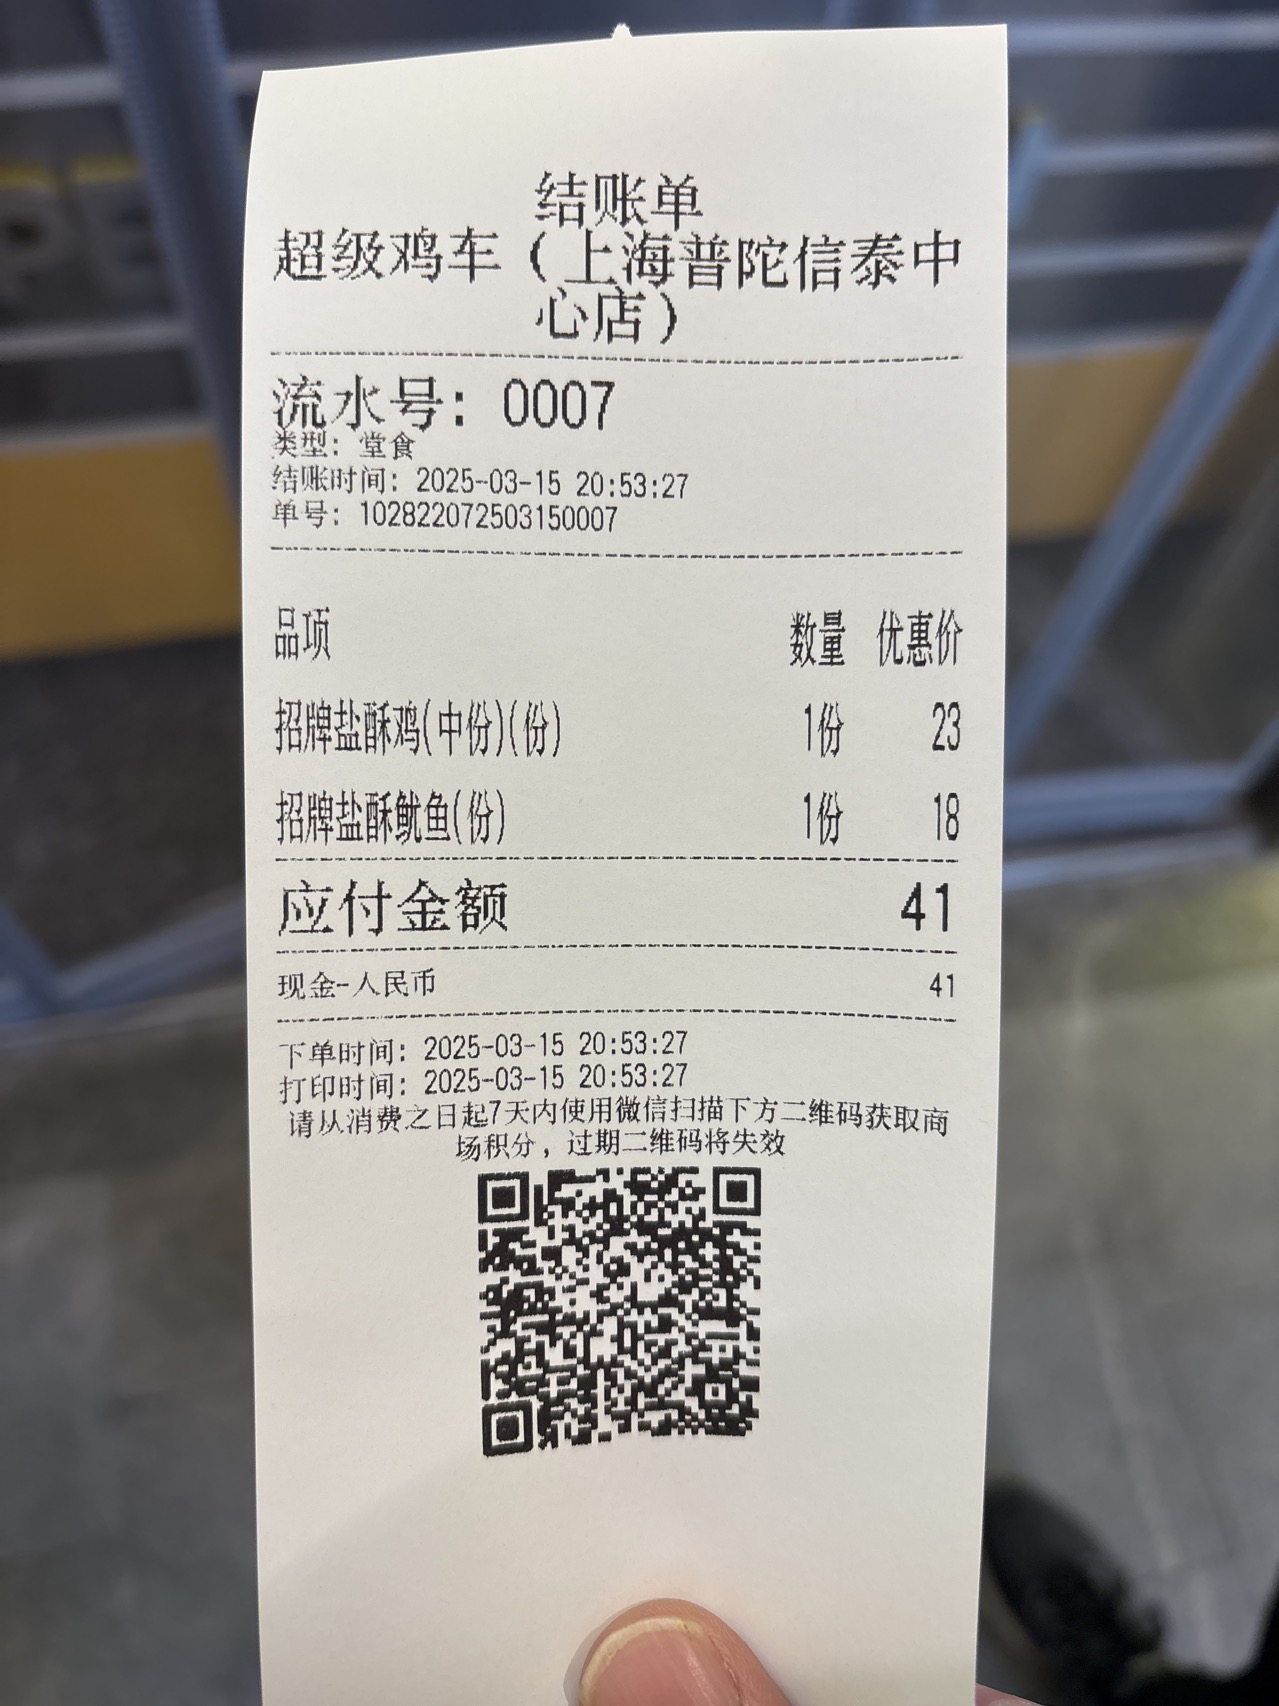 结账单
超级鸡车（上海普陀信泰中
心店）
流水号：0007
类型：堂食
结账时间：2025-03-15 20:53:27
单号：102822072503150007
品项 数量 优惠价
招牌盐酥鸡(中份)(份) 1份 23
招牌盐酥鱿鱼(份) 1份 18
应付金额 41
现金-人民币 41
下单时间：2025-03-15 20:53:27
打印时间：2025-03-15 20:53:27
请从消费之日起7天内使用微信扫描下方二维码获取商
场积分，过期二维码将失效